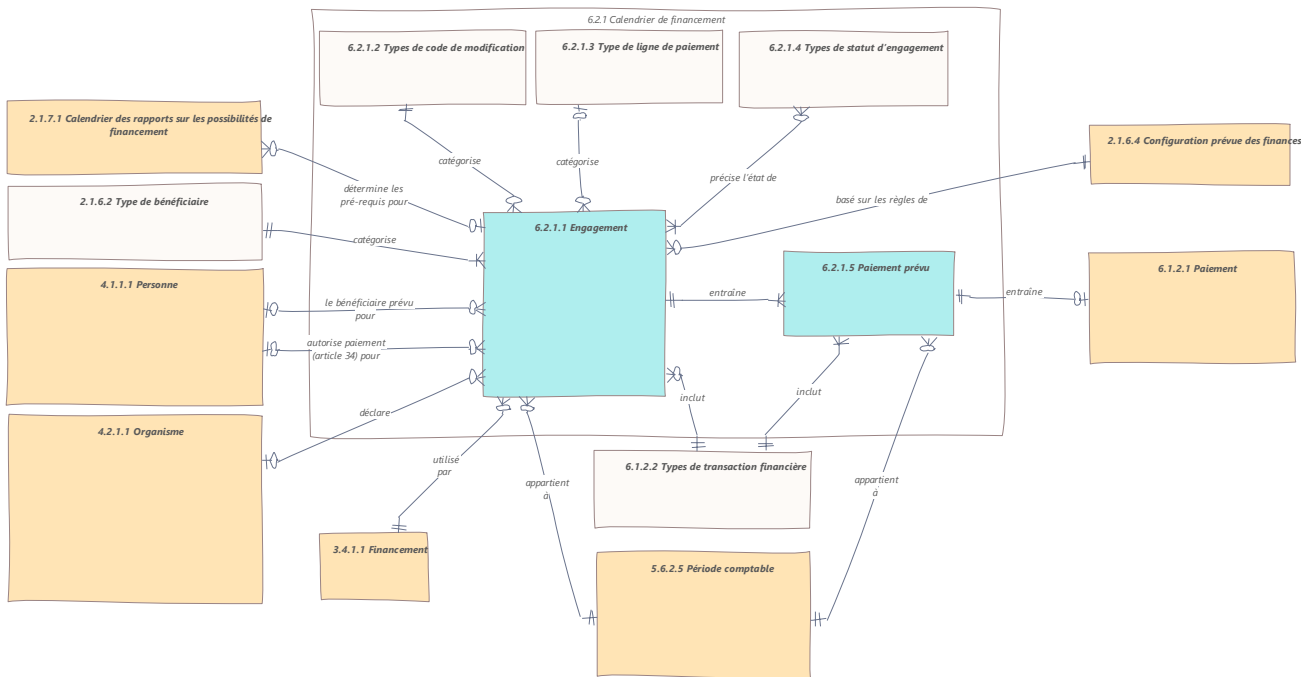 6.2.1 Calendrier de financement
6.2.1.2 Types de code de modification
6.2.1.3 Type de ligne de paiement
6.2.1.4 Types de statut d'engagement
2.1.7.1 Calendrier des rapports sur les possibilités de
financement
2.1.6.4 Configuration prévue des finances
catégorise
catégorise
précise l'état de
détermine les
pré-requis pour
basé sur les règles de
2.1.6.2 Type de bénéficiaire
6.2.1.1 Engagement
catégorise
6.2.1.5 Paiement prévu
6.1.2.1 Paiement
4.1.1.1 Personne
entraîne
entraîne
le bénéficiaire prévu
pour
autorise paiement
(article 34) pour
inclut
inclut
déclare
4.2.1.1 Organisme
utilisé
par
6.1.2.2 Types de transaction financière
appartient
à
appartient
à
3.4.1.1 Financement
5.6.2.5 Période comptable